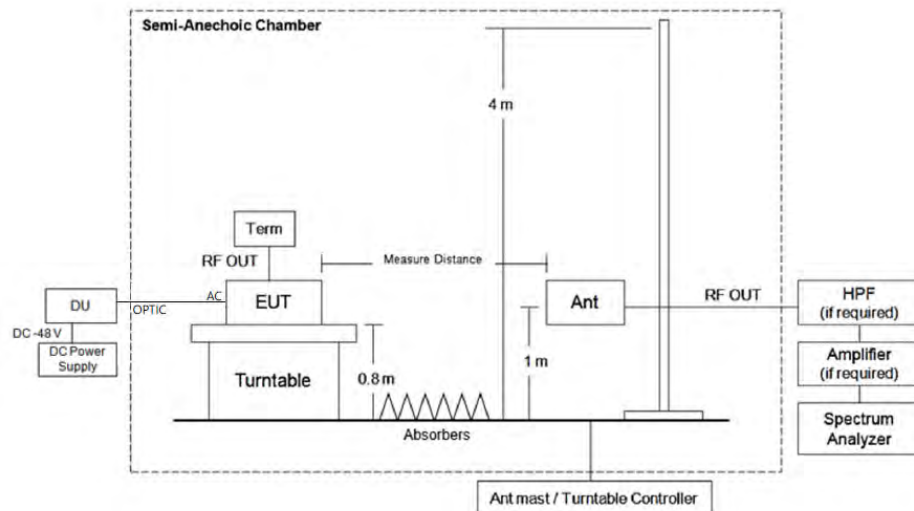 Semi-Anechoic Chamber
4 m
Term
RF OUT
Measure Distance
DU
OPTIC
AC
EUT
Ant
RF OUT
HPF
(if required)
DC -48 V
DC Power
Supply
Turntable
0.8 m
1 m
Amplifier
(if required)
Absorbers
Spectrum
Analyzer
Ant mast / Turntable Controller